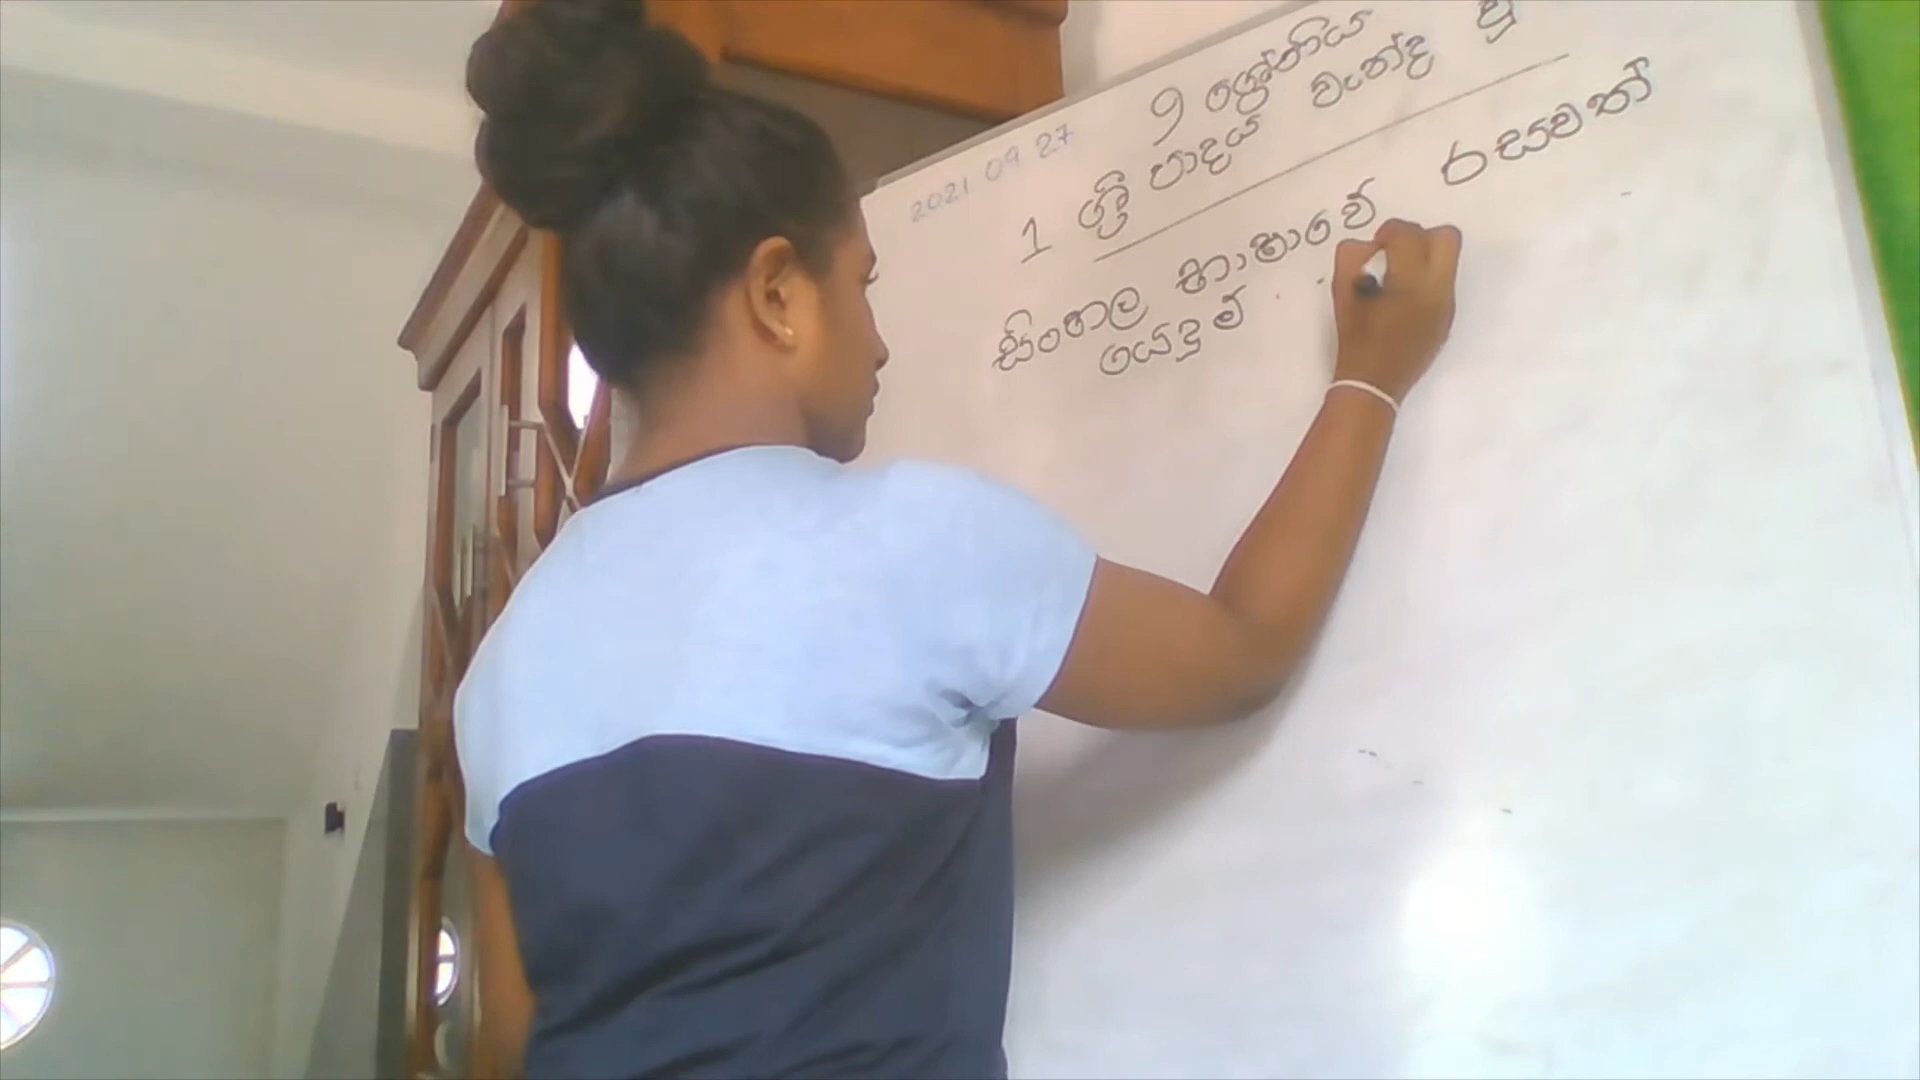 2021 09 27
9 ශ්‍රේණිය
1 ශ්‍රී පාදය වැන්ද
සිංහල භාෂාවේ රසවත්
යෙදුම්